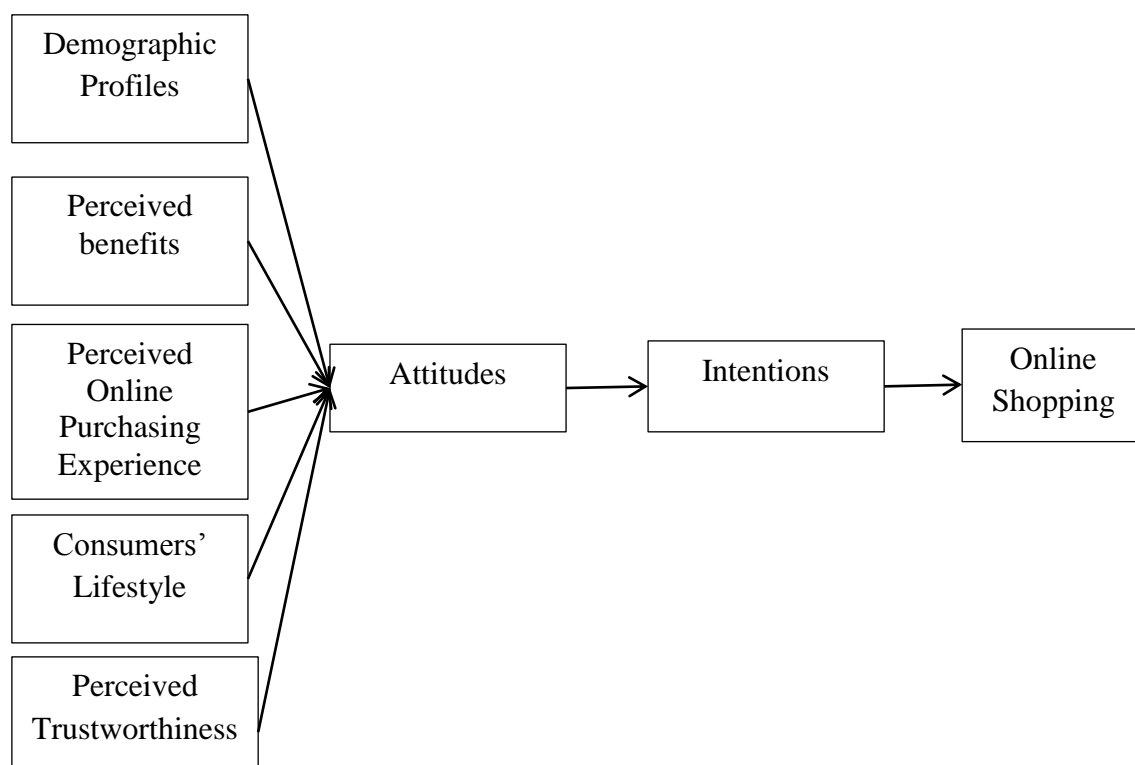 Demographic
Profiles
Perceived
benefits
Perceived
Online
Purchasing
Experience
Consumers’
Lifestyle
Perceived
Trustworthiness
Attitudes
Intentions
Online
Shopping